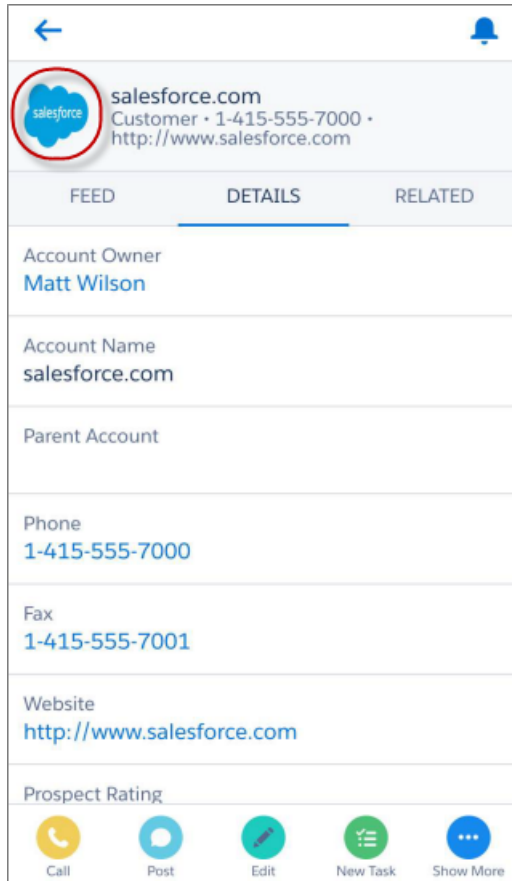 salesforce
salesforce.com
Customer • 1-415-555-7000 •
http://www.salesforce.com
FEED DETAILS RELATED
Account Owner
Matt Wilson
Account Name
salesforce.com
Parent Account
Phone
1-415-555-7000
Fax
1-415-555-7001
Website
http://www.salesforce.com
Prospect Rating
Call Post Edit New Task Show More